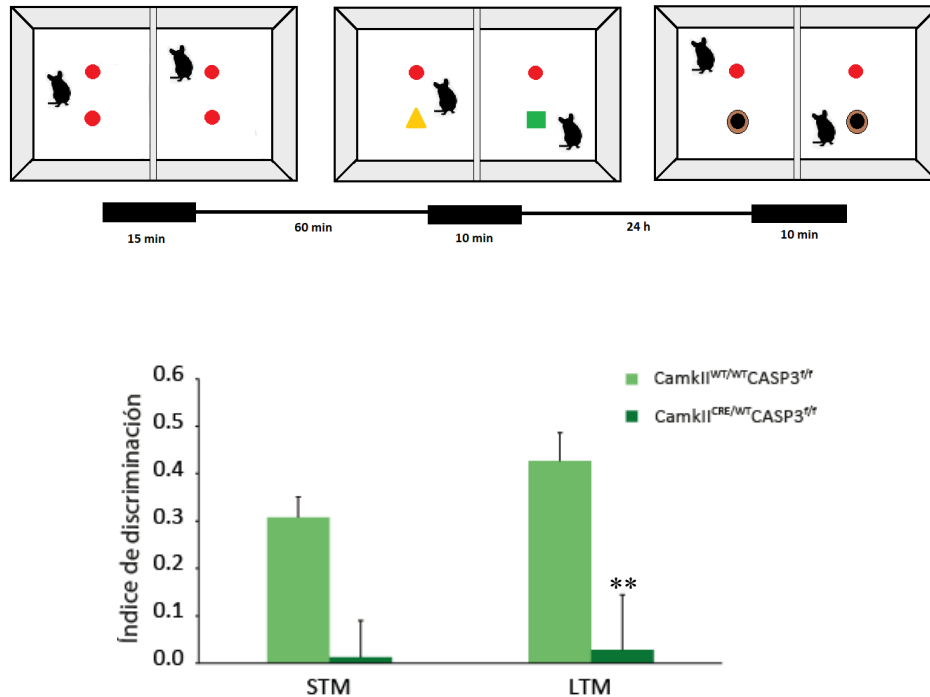 15 min
60 min
10 min
24 h
10 min
CamkII^WT/WT CASP3^f/f
CamkII^CRE/WT CASP3^f/f
Índice de discriminación
0.6
0.5
0.4
0.3
0.1
0.1
0.0
**
STM
LTM